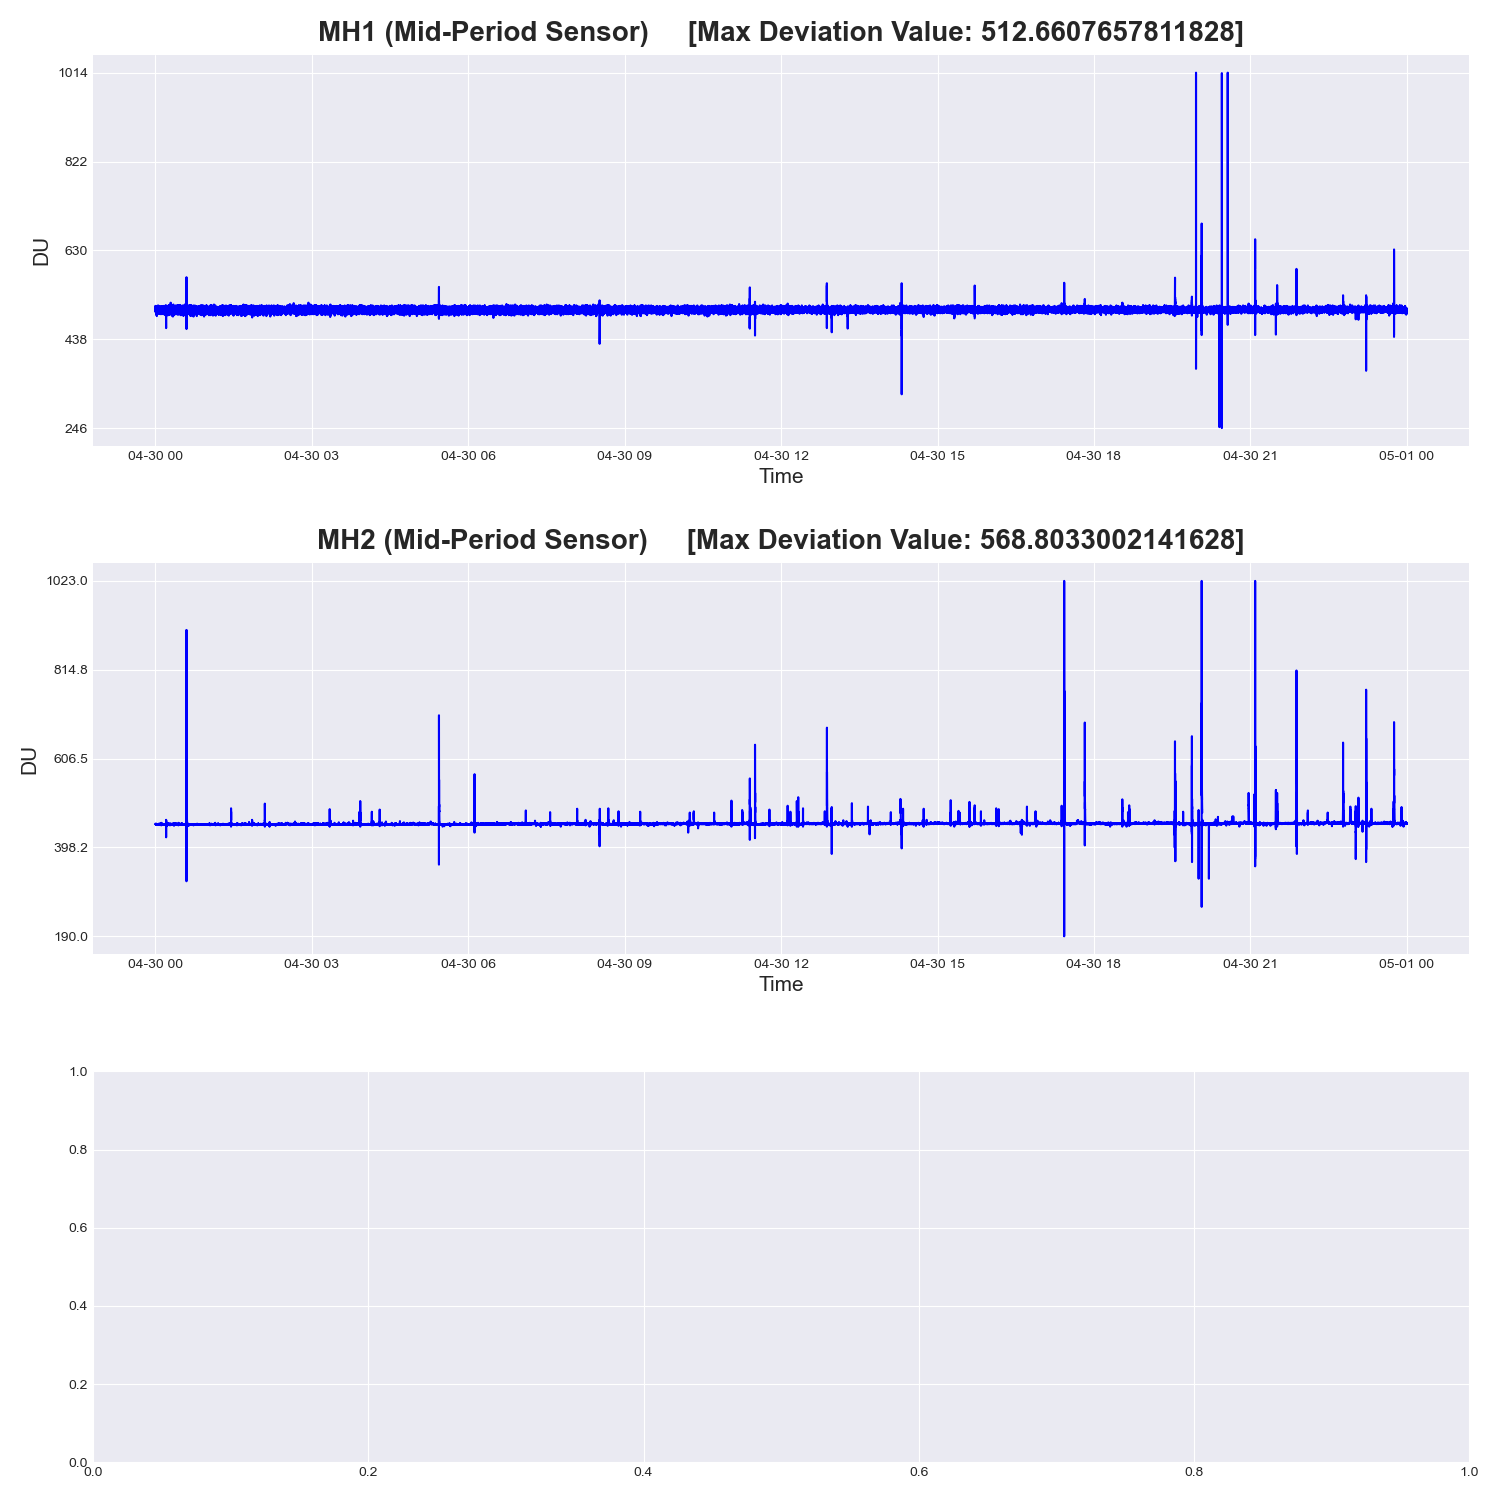 MH1 (Mid-Period Sensor) [Max Deviation Value: 512.6607657811828]
1014
822
630
438
246
DU
04-30 00 04-30 03 04-30 06 04-30 09 04-30 12 04-30 15 04-30 18 04-30 21 05-01 00
Time
MH2 (Mid-Period Sensor) [Max Deviation Value: 568.8033002141628]
1023.0
814.8
606.5
398.2
190.0
DU
04-30 00 04-30 03 04-30 06 04-30 09 04-30 12 04-30 15 04-30 18 04-30 21 05-01 00
Time
1.0
0.8
0.6
0.4
0.2
0.0
0.0 0.2 0.4 0.6 0.8 1.0